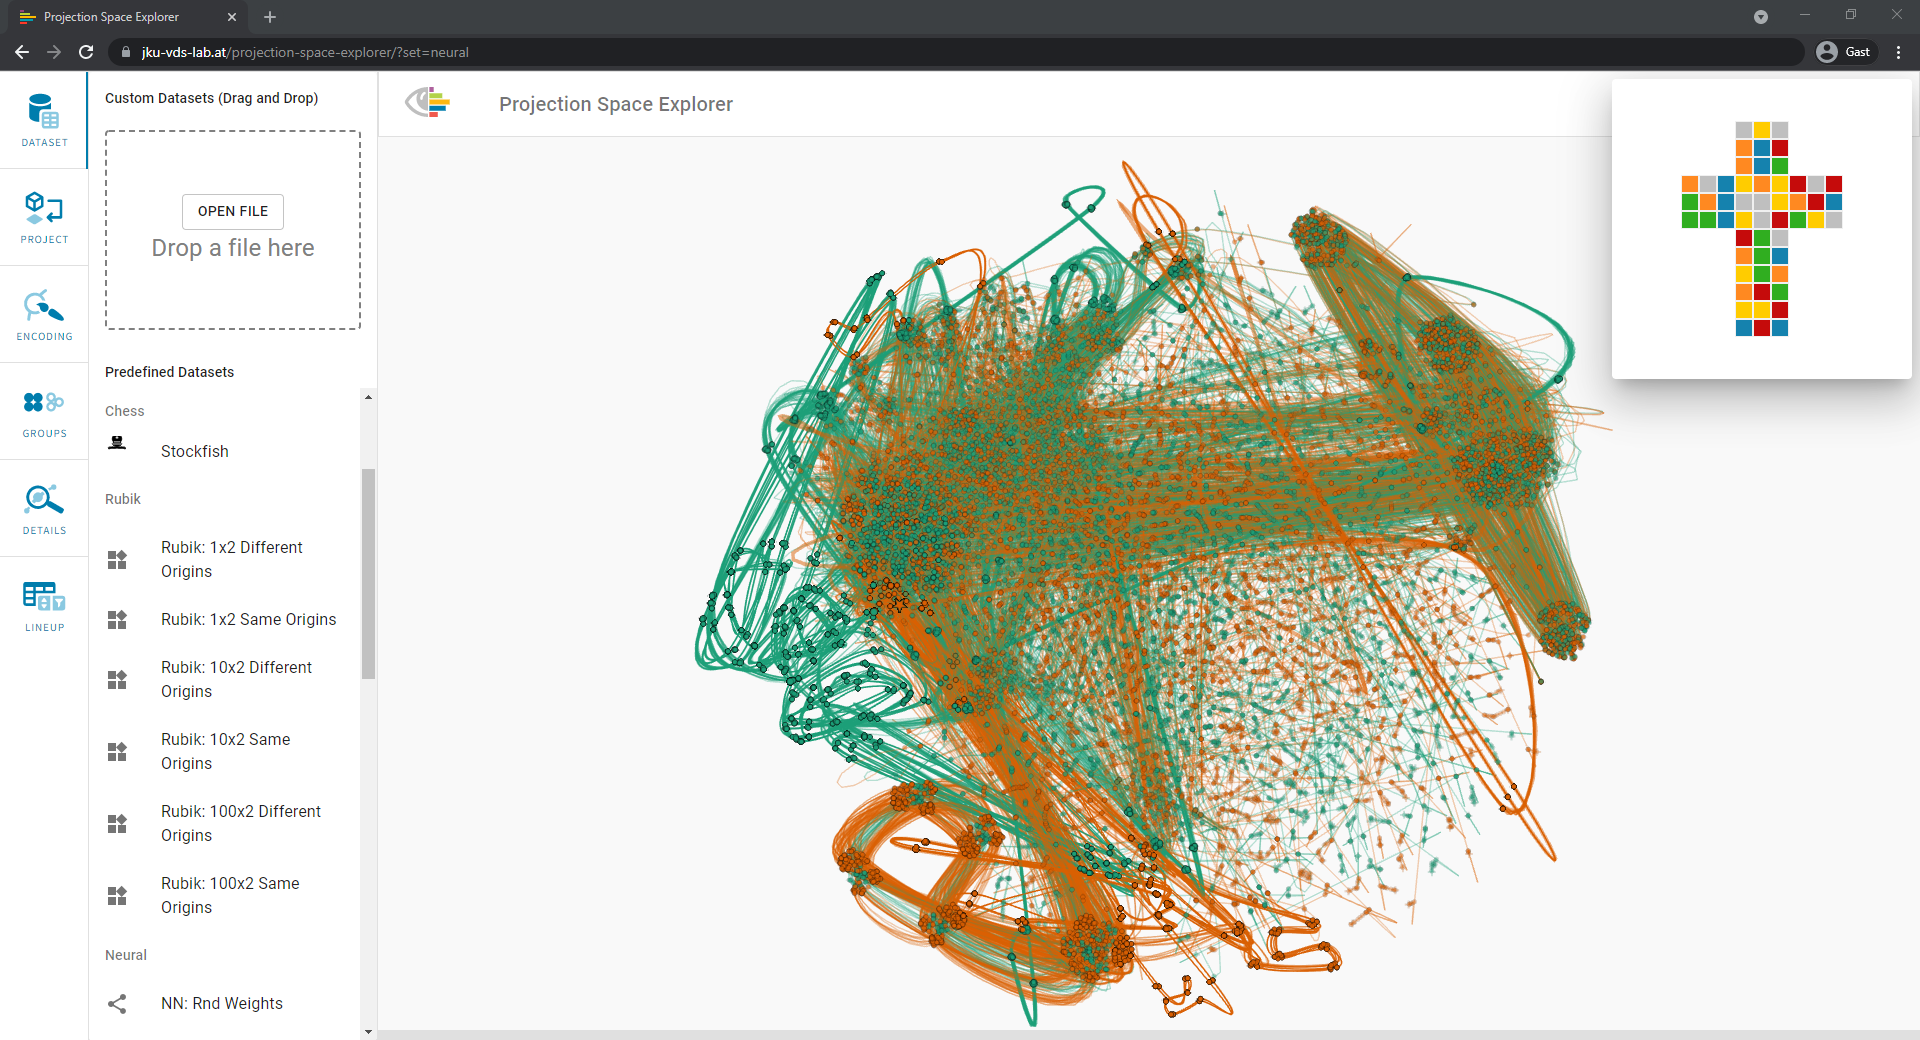 Projection Space Explorer
jku-vds-lab.at/projection-space-explorer/?set=neural
Gast
DATASET
PROJECT
ENCODING
GROUPS
DETAILS
LINEUP
Custom Datasets (Drag and Drop)
OPEN FILE
Drop a file here
Predefined Datasets
Chess
Stockfish
Rubik
Rubik: 1x2 Different
Origins
Rubik: 1x2 Same Origins
Rubik: 10x2 Different
Origins
Rubik: 10x2 Same
Origins
Rubik: 100x2 Different
Origins
Rubik: 100x2 Same
Origins
Neural
NN: Rnd Weights
Projection Space Explorer